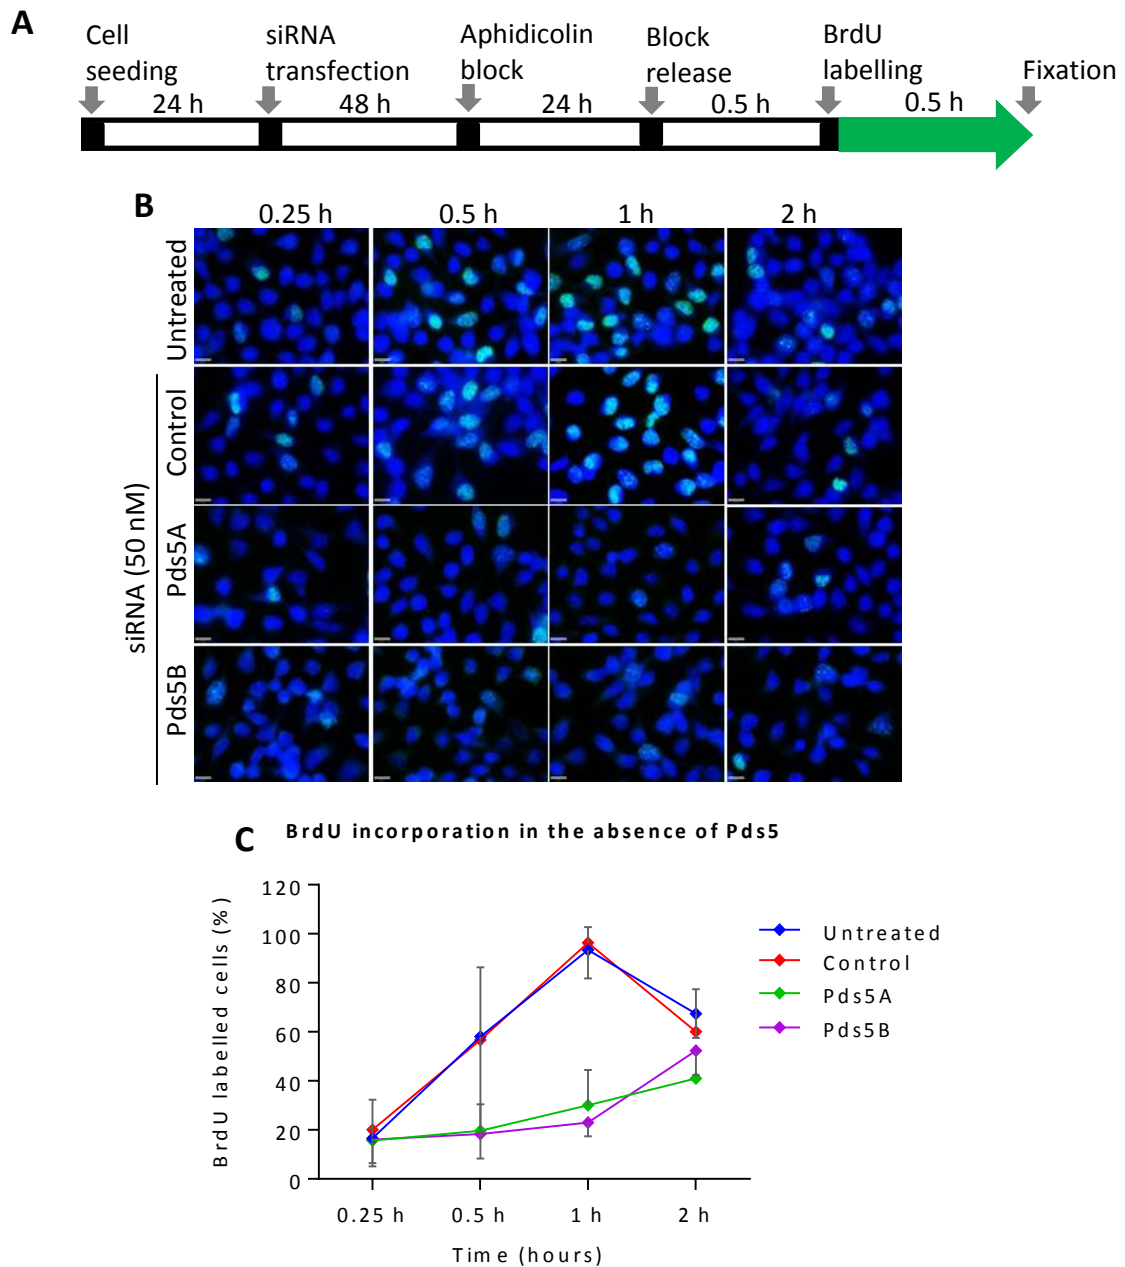 A
Cell seeding
siRNA transfection
Aphidicolin block
Block release
BrdU labelling
Fixation
24 h
48 h
24 h
0.5 h
0.5 h
B
0.25 h
0.5 h
1 h
2 h
Untreated
siRNA (50 nM)
Control
Pds5A
Pds5B
C
BrdU incorporation in the absence of Pds5
BrdU labelled cells (%)
120
100
80
60
40
20
0
0.25 h
0.5 h
1 h
2 h
Time (hours)
Untreated
Control
Pds5A
Pds5B